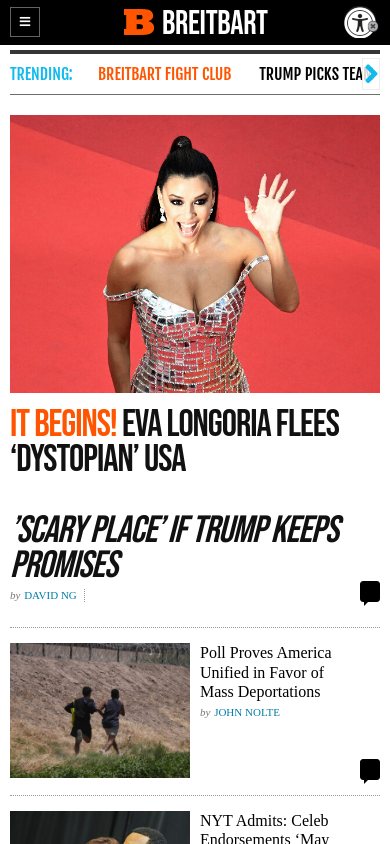 B BREITBART
TRENDING: BREITBART FIGHT CLUB TRUMP PICKS TEA
IT BEGINS! EVA LONGORIA FLEES
‘DYSTOPIAN’ USA
’SCARY PLACE’ IF TRUMP KEEPS
PROMISES
by DAVID NG
Poll Proves America
Unified in Favor of
Mass Deportations
by JOHN NOLTE
NYT Admits: Celeb
Endorsements ‘May